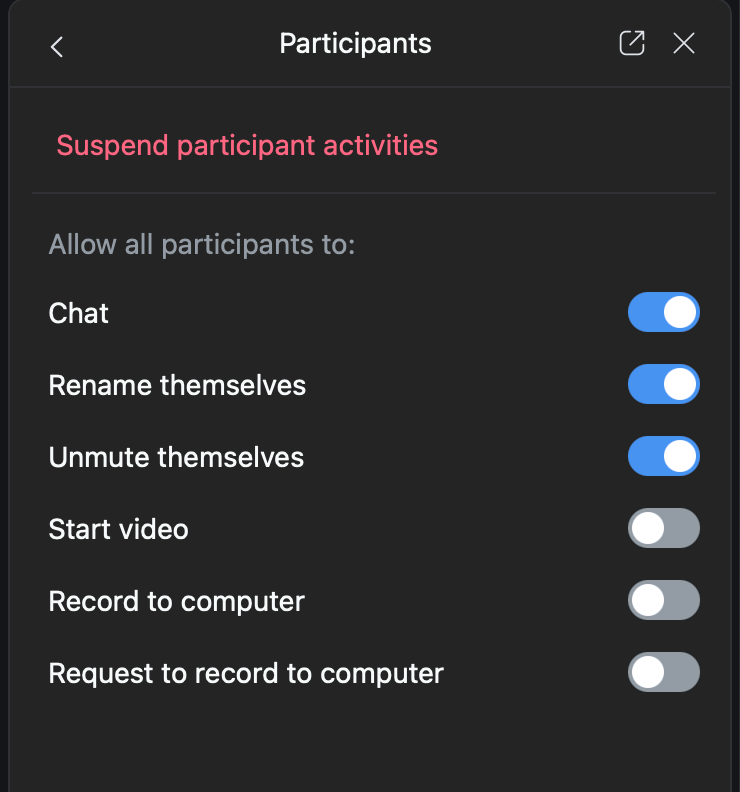 Participants
Suspend participant activities
Allow all participants to:
Chat
Rename themselves
Unmute themselves
Start video
Record to computer
Request to record to computer